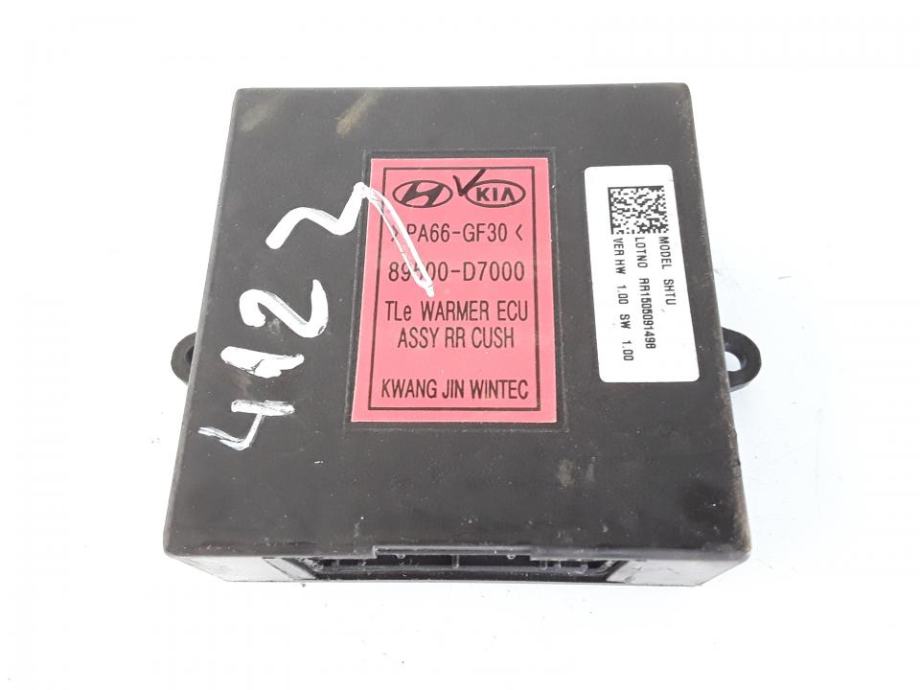 KIA
>PA66-GF30<
89500-D7000
TLe WARMER ECU
ASSY RR CUSH
KWANG JIN WINTEC
MODEL SHTU
LOTNO RR150509149B
VER HW 1.00 SW 1.00
4123